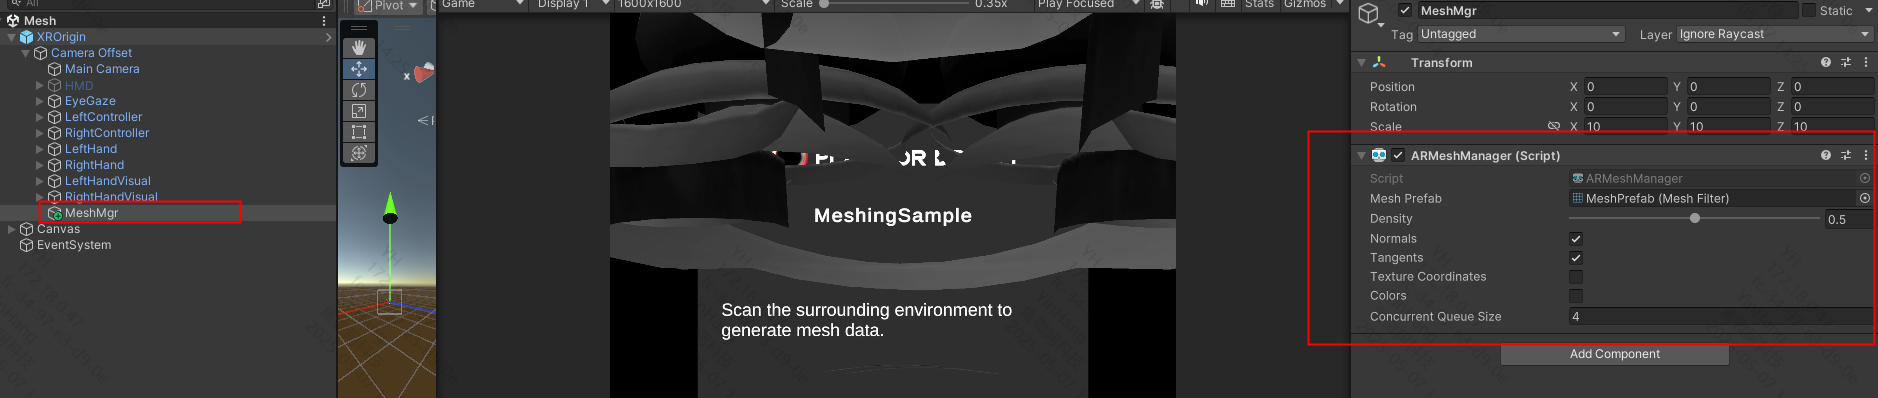 All
Mesh
XROrigin
Camera Offset
Main Camera
HMD
EyeGaze
LeftController
RightController
LeftHand
RightHand
LeftHandVisual
RightHandVisual
MeshMgr
Canvas
EventSystem
Pivot
x
Game
Display 1
1600x1600
Scale
0.35x
Play Focused
Stats
Gizmos
MeshingSample
Scan the surrounding environment to
generate mesh data.
MeshMgr
Static
Tag Untagged Layer Ignore Raycast
Transform
Position X 0 Y 0 Z 0
Rotation X 0 Y 0 Z 0
Scale X 10 Y 10 Z 10
ARMeshManager (Script)
Script ARMeshManager
Mesh Prefab MeshPrefab (Mesh Filter)
Density 0.5
Normals
Tangents
Texture Coordinates
Colors
Concurrent Queue Size 4
Add Component